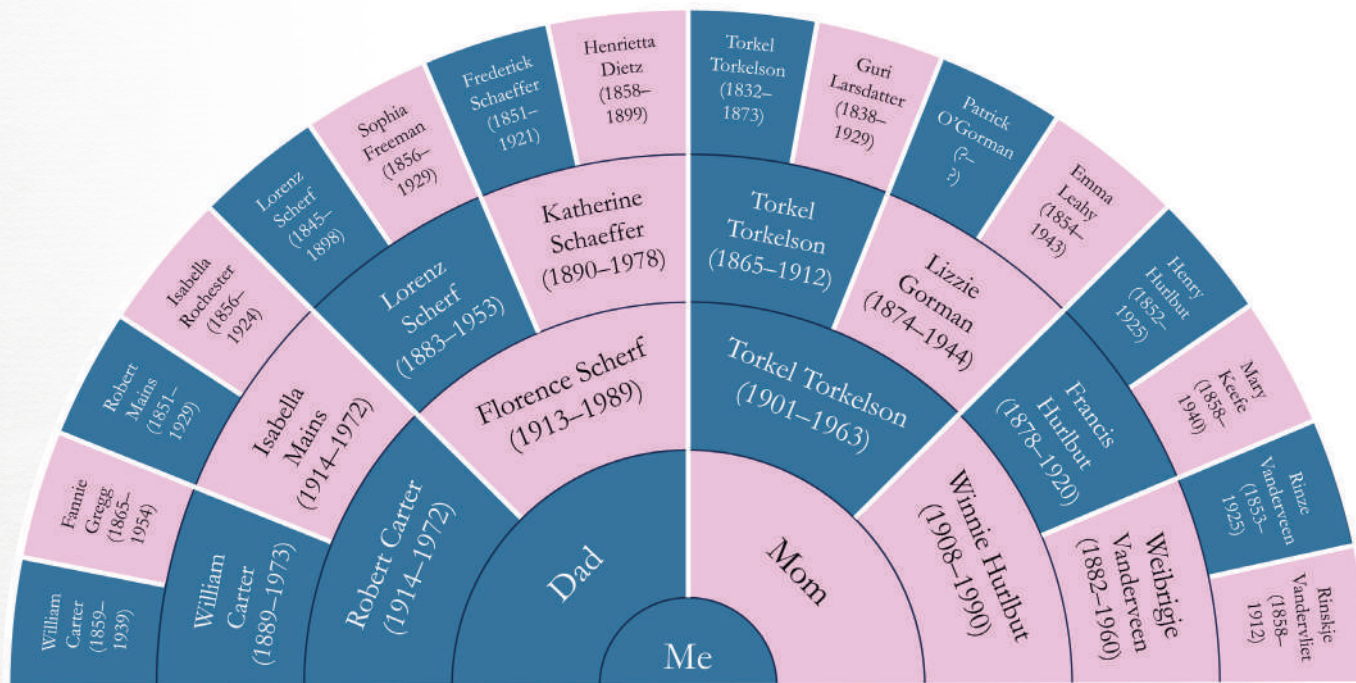 William
Carter
(1859–
1939)
Fannie
Gregg
(1865–
1954)
Robert
Mains
(1851–
1929)
Isabella
Rochester
(1856–
1924)
Lorenz
Scherf
(1845–
1898)
Sophia
Freeman
(1856–
1929)
Frederick
Schaeffer
(1851–
1921)
Henrietta
Dietz
(1858–
1899)
Torkel
Torkelson
(1832–
1873)
Guri
Larsdatter
(1838–
1929)
Patrick
O'Gorman
(?–
?)
Emma
Leahy
(1854–
1943)
Henry
Hurlbut
(1852–
1925)
Mary
Keefe
(1858–
1940)
Rinze
Vanderveen
(1853–
1925)
Rinskje
Vandervliet
(1858–
1912)
William
Carter
(1889–1973)
Isabella
Mains
(1914–1972)
Lorenz
Scherf
(1883–1953)
Katherine
Schaeffer
(1890–1978)
Torkel
Torkelson
(1865–1912)
Lizzie
Gorman
(1874–1944)
Francis
Hurlbut
(1878–1920)
Weibrigje
Vanderveen
(1882–1960)
Robert Carter
(1914–1972)
Florence Scherf
(1913–1989)
Torkel Torkelson
(1901–1963)
Winnie Hurlbut
(1908–1990)
Dad
Mom
Me